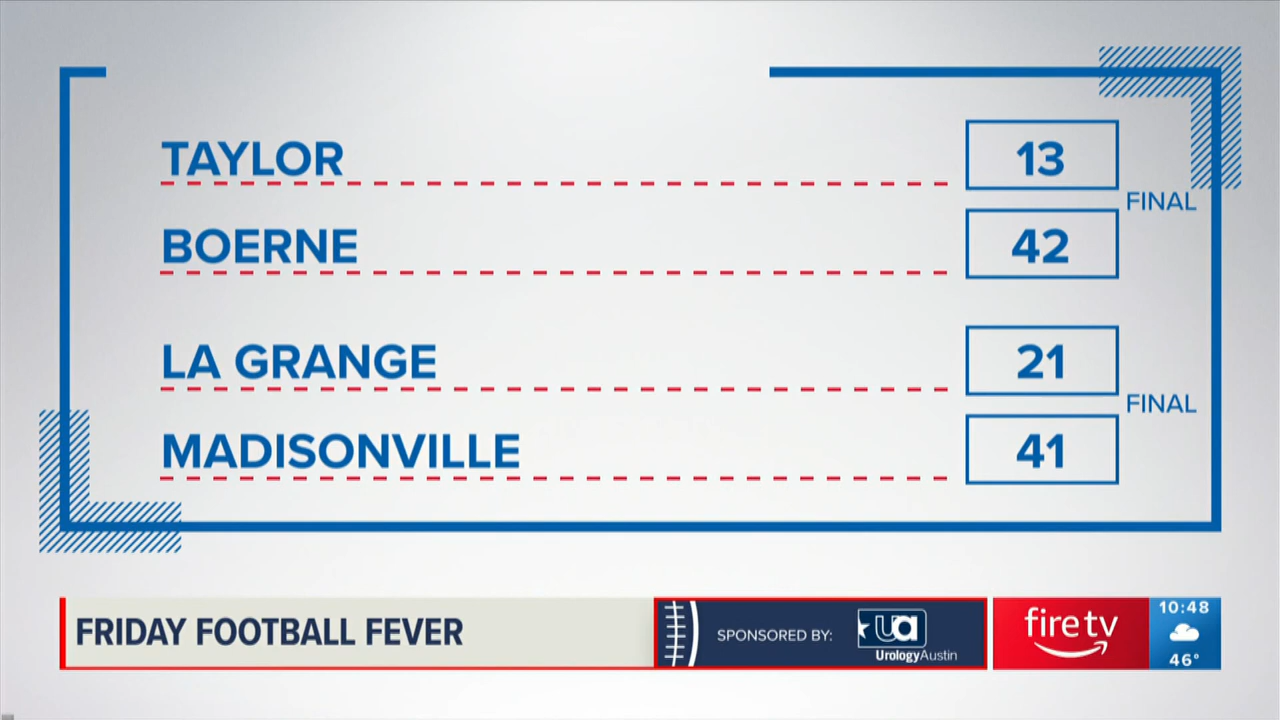 TAYLOR 13
FINAL
BOERNE 42
LA GRANGE 21
FINAL
MADISONVILLE 41
FRIDAY FOOTBALL FEVER
SPONSORED BY:
ua
UrologyAustin
fire tv
10:48
46°